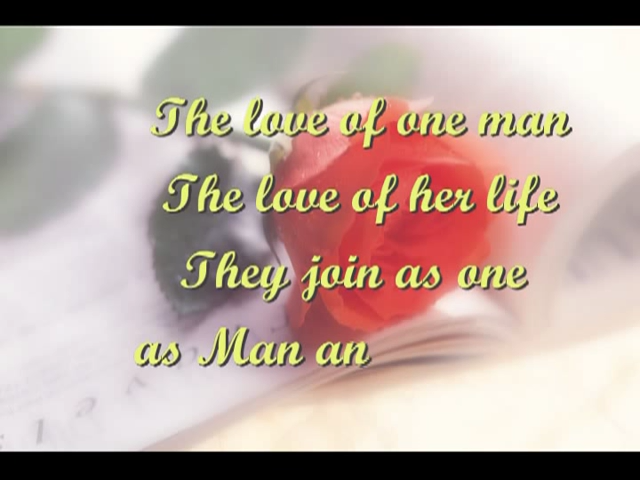 The love of one man
The love of her life
They join as one
as Man an